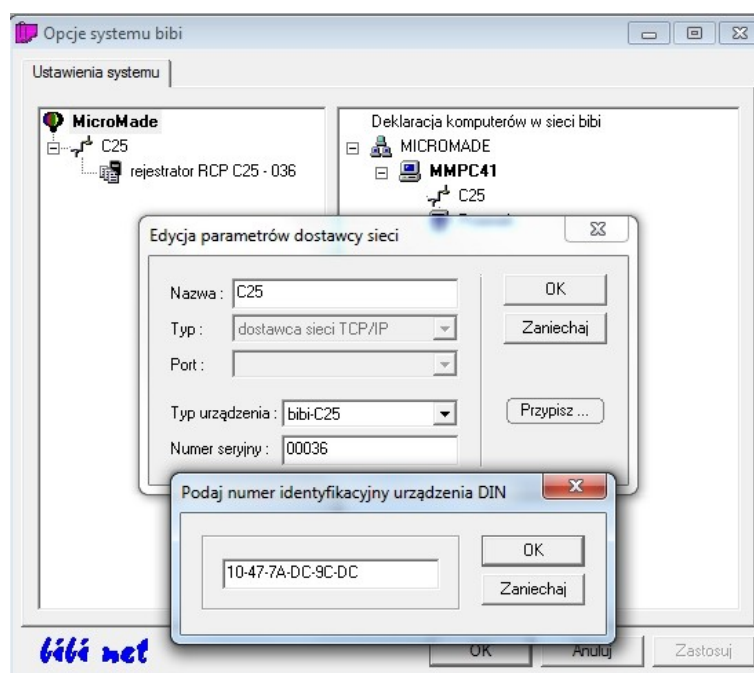 Opcje systemu bibi
Ustawienia systemu
MicroMade
C25
rejestrator RCP C25 - 036
Deklaracja komputerów w sieci bibi
MICROMADE
MMPC41
C25
Edycja parametrów dostawcy sieci
Nazwa : C25
OK
Typ : dostawca sieci TCP/IP
Zaniechaj
Port :
Typ urządzenia : bibi-C25
Przypisz ...
Numer seryjny : 00036
Podaj numer identyfikacyjny urządzenia DIN
10-47-7A-DC-9C-DC
OK
Zaniechaj
bibi net
OK
Anuluj
Zastosuj